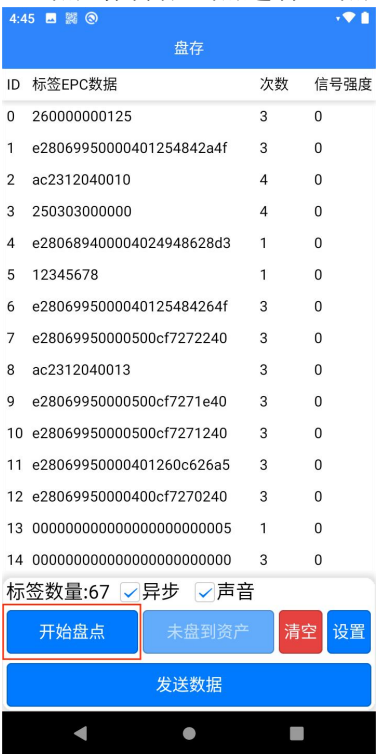 4:45
盘存
ID 标签EPC数据 次数 信号强度
0 260000000125 3 0
1 e28069950000401254842a4f 3 0
2 ac2312040010 4 0
3 250303000000 4 0
4 e280689400004024948628d3 1 0
5 12345678 1 0
6 e2806995000040125484264f 3 0
7 e28069950000500cf7272240 3 0
8 ac2312040013 3 0
9 e28069950000500cf7271e40 3 0
10 e28069950000500cf7271240 3 0
11 e28069950000401260c626a5 3 0
12 e28069950000400cf7270240 3 0
13 000000000000000000000005 1 0
14 000000000000000000000000 3 0
标签数量:67 异步 声音
开始盘点 未盘到资产 清空 设置
发送数据